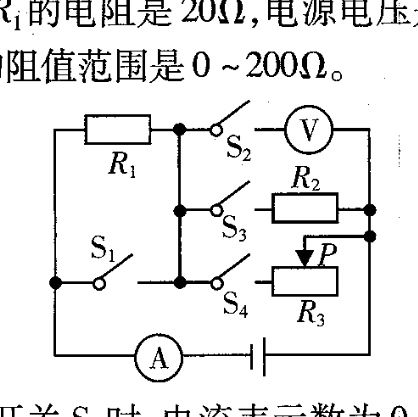 R₁的电阻是20Ω,电源电压
阻值范围是0~200Ω。
R₁
S₂
V
R₂
S₃
S₁
P
S₄
R₃
A